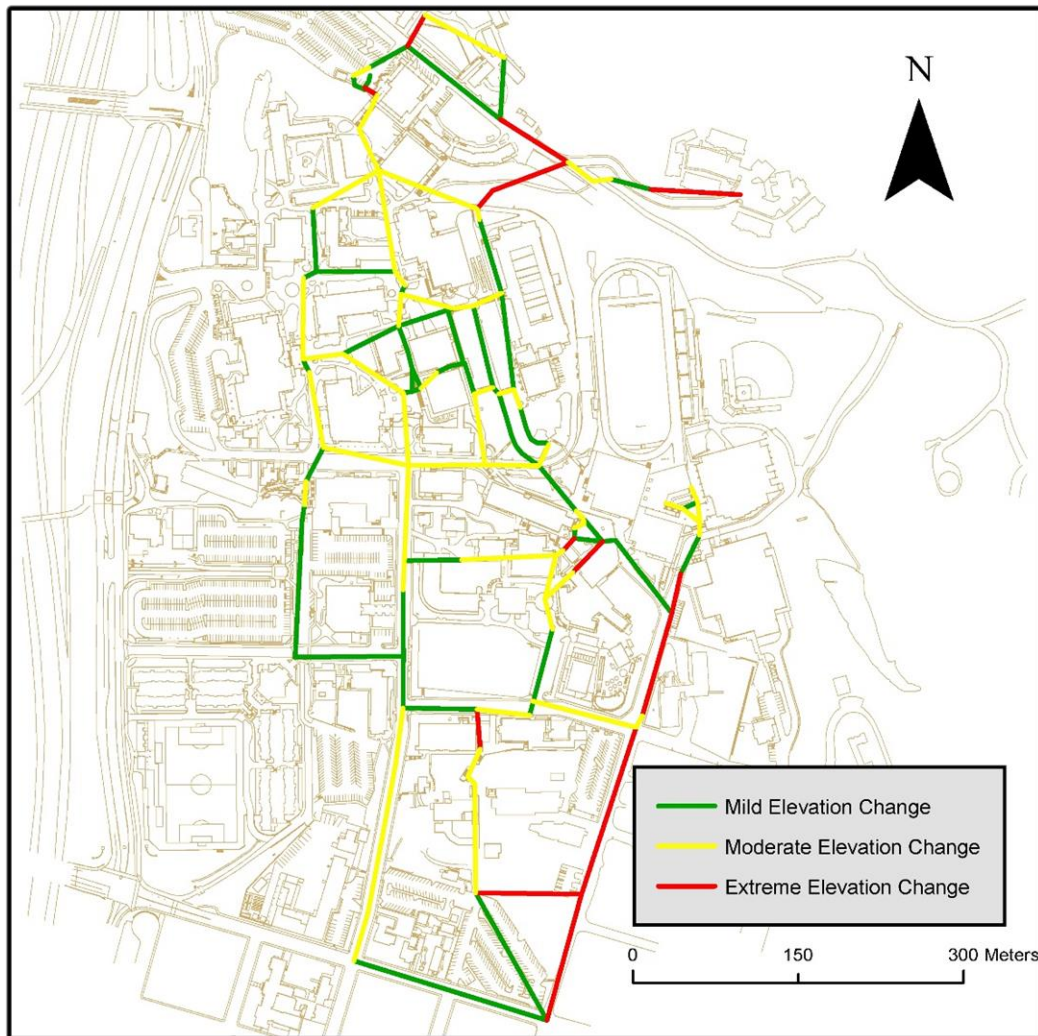 N
Mild Elevation Change
Moderate Elevation Change
Extreme Elevation Change
0 150 300 Meters